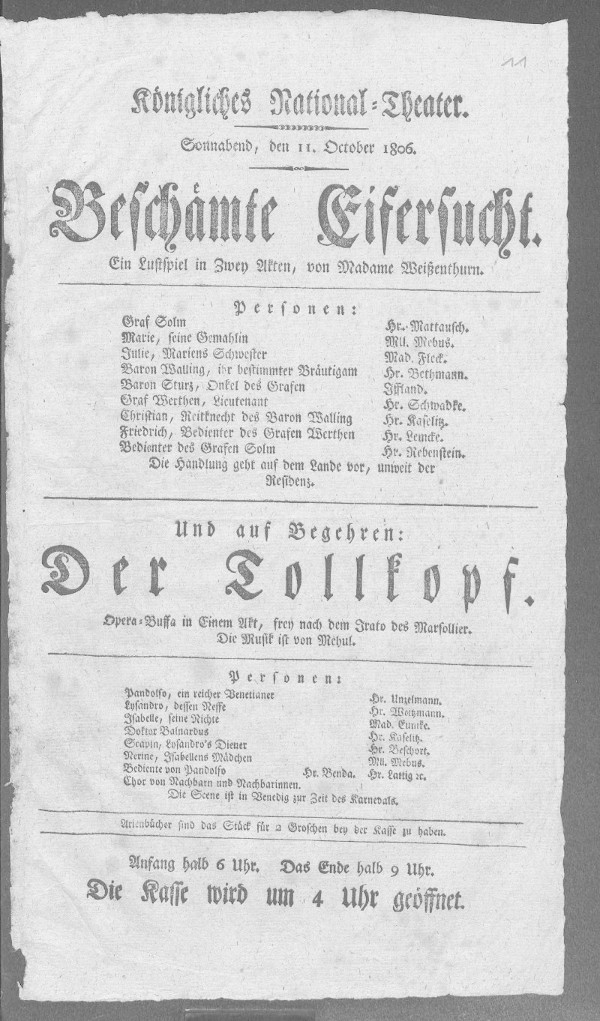 11
Königliches National-Theater.
Sonnabend, den 11. October 1806.
Beschämte Eifersucht.
Ein Lustspiel in Zwey Akten, von Madame Weißenthurn.
Personen:
Graf Solm Hr. Mattausch.
Marie, seine Gemahlin Mll. Mebus.
Julie, Mariens Schwester Mad. Fleck.
Baron Walling, ihr bestimmter Bräutigam Hr. Bethmann.
Baron Sturz, Onkel des Grafen Iffland.
Graf Werthen, Lieutenant Hr. Schwadke.
Christian, Reitknecht des Baron Walling Hr. Kaselitz.
Friedrich, Bedienter des Grafen Werthen Hr. Lemcke.
Bedienter des Grafen Solm Hr. Rebenstein.
Die Handlung geht auf dem Lande vor, unweit der
Residenz.
Und auf Begehren:
Der Tollkopf.
Opera-Buffa in Einem Akt, frey nach dem Irato des Marsollier.
Die Musik ist von Mehul.
Personen:
Pandolfo, ein reicher Venetianer Hr. Unzelmann.
Lysandro, dessen Neffe Hr. Weitzmann.
Isabelle, seine Nichte Mad. Eunicke.
Doktor Balnardus Hr. Kaselitz.
Scapin, Lysandro's Diener Hr. Beschort.
Nerine, Isabellens Mädchen Mll. Mebus.
Bediente von Pandolfo Hr. Benda. Hr. Lattig ec.
Chor von Nachbarn und Nachbarinnen.
Die Scene ist in Venedig zur Zeit des Karnevals.
Arienbücher sind das Stück für 2 Groschen bey der Kasse zu haben.
Anfang halb 6 Uhr. Das Ende halb 9 Uhr.
Die Kasse wird um 4 Uhr geöffnet.